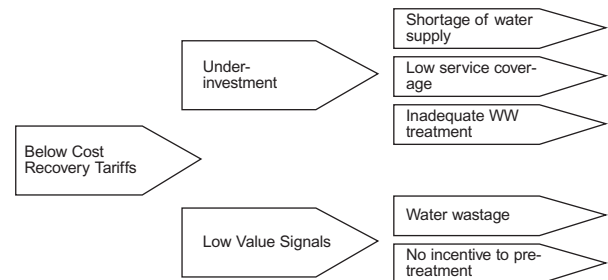 Shortage of water
supply
Under-
investment
Low service cover-
age
Inadequate WW
treatment
Below Cost
Recovery Tariffs
Low Value Signals
Water wastage
No incentive to pre-
treatment